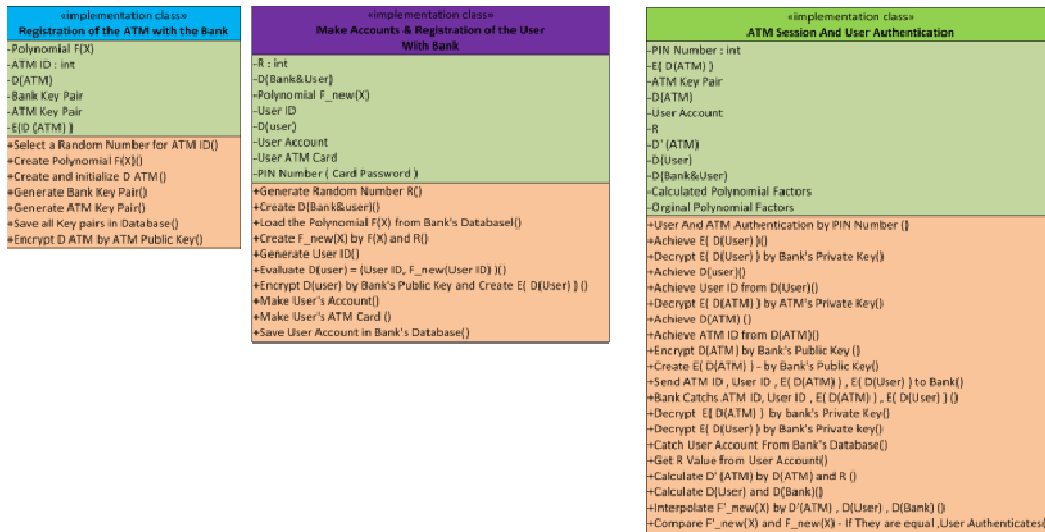 «implementation class»
Registration of the ATM with the Bank
-Polynomial F(X)
-ATM ID : int
-D(ATM)
-Bank Key Pair
-ATM Key Pair
-E(D (ATM) )
+Select a Random Number for ATM ID()
+Create Polynomial F(X)()
+Create and initialize D ATM()
+Generate Bank Key Pair()
+Generate ATM Key Pair()
+Save all Key pairs in Database()
+Encrypt D ATM by ATM Public Key()
«implementation class»
Make Accounts & Registration of the User
With Bank
-R : int
-D(Bank&User)
-Polynomial F_new(X)
-User ID
-D(user)
-User Account
-User ATM Card
-PIN Number ( Card Password )
+Generate Random Number R()
+Create D(Bank&user)()
+Load the Polynomial F(X) from Bank's Database()
+Create F_new(X) by F(X) and R()
+Generate User ID()
+Evaluate D(user) = (User ID, F_new(User ID) )()
+Encrypt D(user) by Bank's Public Key and Create E( D(User) ) ()
+Make User's Account()
+Make User's ATM Card ()
+Save User Account in Bank's Database()
«implementation class»
ATM Session And User Authentication
-PIN Number : int
-E( D(ATM) )
-ATM Key Pair
-D(ATM)
-User Account
-R
-D' (ATM)
-D(User)
-D(Bank&User)
-Calculated Polynomial Factors
-Orginal Polynomial Factors
+User And ATM Authentication by PIN Number ()
+Achieve E( D(User) )()
+Decrypt E( D(User) ) by Bank's Private Key()
+Achieve D(user)()
+Achieve User ID from D(User)()
+Decrypt E( D(ATM) ) by ATM's Private Key()
+Achieve D(ATM) ()
+Achieve ATM ID from D(ATM)()
+Encrypt D(ATM) by Bank's Public Key ()
+Create E( D(ATM) ) - by Bank's Public Key()
+Send ATM ID , User ID , E( D(ATM) ) , E( D(User) ) to Bank()
+Bank Catchs ATM ID, User ID , E( D(ATM) ) , E( D(User) ) ()
+Decrypt E( D(ATM) ) by bank's Private Key()
+Decrypt E( D(User) ) by Bank's Private key()
+Catch User Account From Bank's Database()
+Get R Value from User Account()
+Calculate D' (ATM) by D(ATM) and R ()
+Calculate D(User) and D(Bank)()
+Interpolate F'_new(X) by D'(ATM) , D(User) , D(Bank) ()
+Compare F'_new(X) and F_new(X) - If They are equal ,User Authenticates(